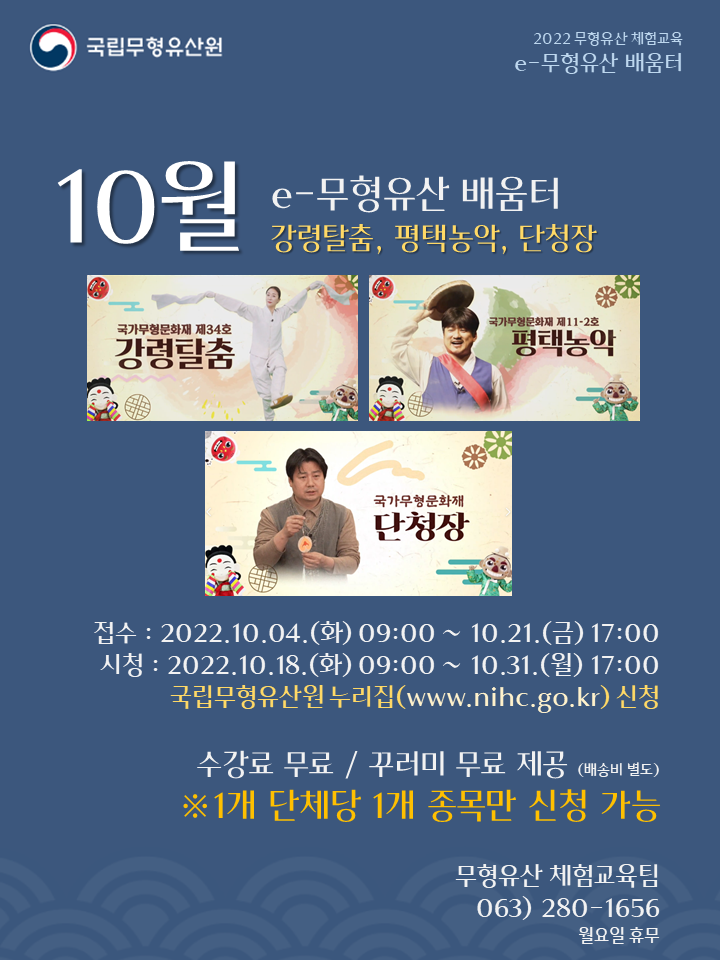 국립무형유산원
2022 무형유산 체험교육
e-무형유산 배움터
10월
e-무형유산 배움터
강령탈춤, 평택농악, 단청장
국가무형문화재 제34호
강령탈춤
국가무형문화재 제11-2호
평택농악
국가무형문화재
단청장
접수 : 2022.10.04.(화) 09:00 ~ 10.21.(금) 17:00
시청 : 2022.10.18.(화) 09:00 ~ 10.31.(월) 17:00
국립무형유산원 누리집(www.nihc.go.kr) 신청
수강료 무료 / 꾸러미 무료 제공 (배송비 별도)
※1개 단체당 1개 종목만 신청 가능
무형유산 체험교육팀
063) 280-1656
월요일 휴무